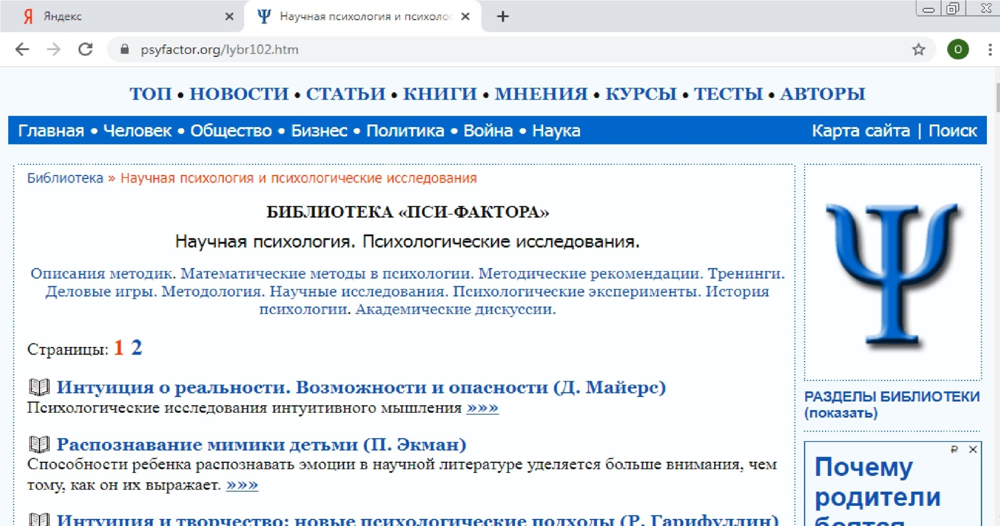 Яндекс
Научная психология и психоло
psyfactor.org/lybr102.htm
О
ТОП • НОВОСТИ • СТАТЬИ • КНИГИ • МНЕНИЯ • КУРСЫ • ТЕСТЫ • АВТОРЫ
Главная • Человек • Общество • Бизнес • Политика • Война • Наука
Карта сайта | Поиск
Библиотека » Научная психология и психологические исследования
БИБЛИОТЕКА «ПСИ-ФАКТОРА»
Научная психология. Психологические исследования.
Описания методик. Математические методы в психологии. Методические рекомендации. Тренинги.
Деловые игры. Методология. Научные исследования. Психологические эксперименты. История
психологии. Академические дискуссии.
Страницы: 1 2
Интуиция о реальности. Возможности и опасности (Д. Майерс)
Психологические исследования интуитивного мышления »»»
Распознавание мимики детьми (П. Экман)
Способности ребенка распознавать эмоции в научной литературе уделяется больше внимания, чем
тому, как он их выражает. »»»
Интуиция и творчество: новые психологические подходы (Р. Гарифуллин)
Ψ
РАЗДЕЛЫ БИБЛИОТЕКИ
(показать)
Почему
родители
боятся